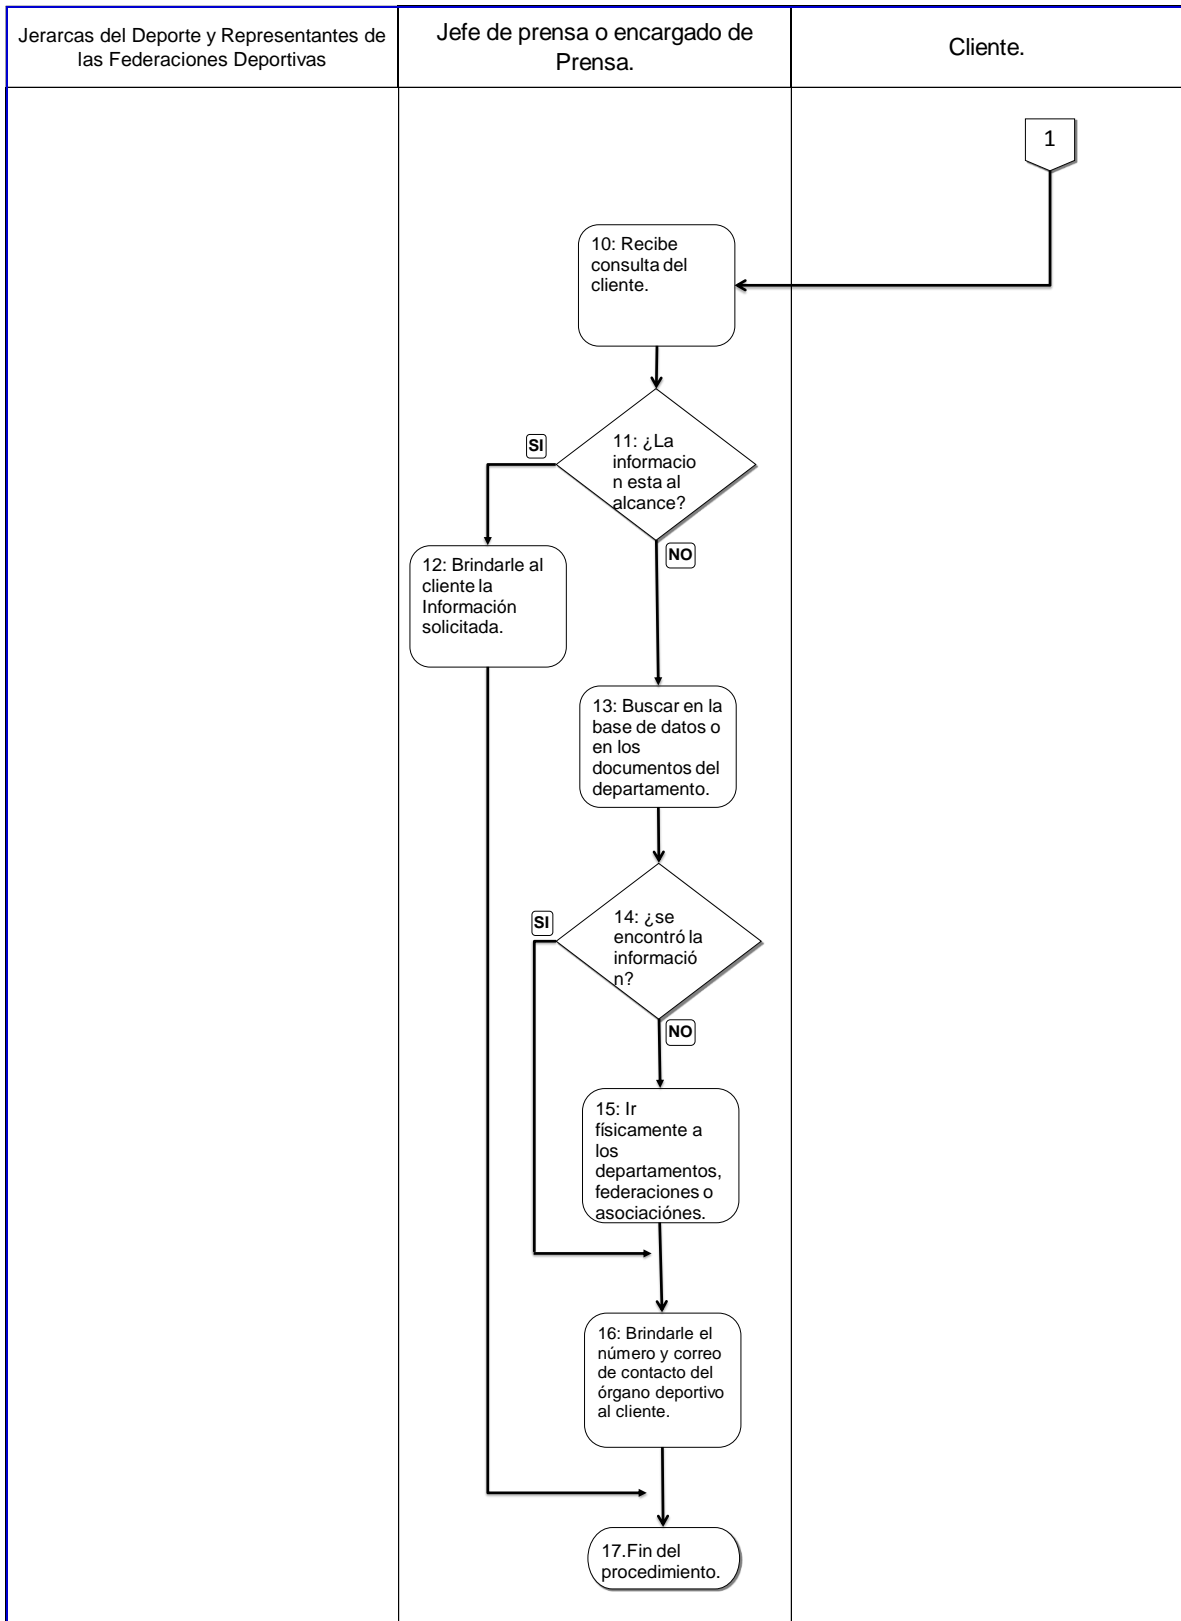 Jerarcas del Deporte y Representantes de
las Federaciones Deportivas
Jefe de prensa o encargado de
Prensa.
Cliente.
1
10: Recibe
consulta del
cliente.
11: ¿La
informacio
n esta al
alcance?
SI
NO
12: Brindarle al
cliente la
Información
solicitada.
13: Buscar en la
base de datos o
en los
documentos del
departamento.
14: ¿se
encontró la
informació
n?
SI
NO
15: Ir
físicamente a
los
departamentos,
federaciones o
asociaciónes.
16: Brindarle el
número y correo
de contacto del
órgano deportivo
al cliente.
17.Fin del
procedimiento.